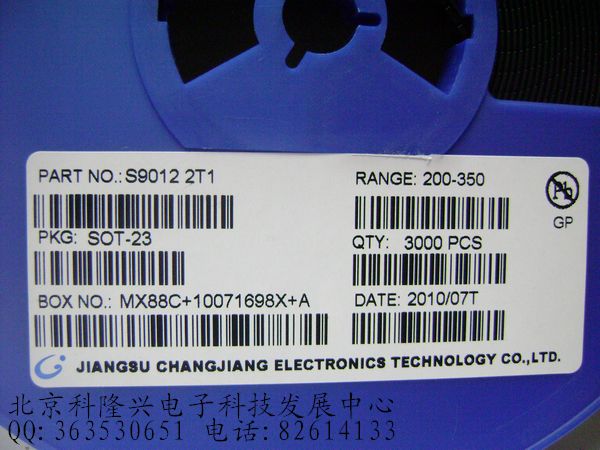 PART NO.: S9012 2T1
RANGE: 200-350
Pb
GP
PKG: SOT-23
QTY: 3000 PCS
BOX NO.: MX88C+10071698X+A
DATE: 2010/07T
JIANGSU CHANGJIANG ELECTRONICS TECHNOLOGY CO.,LTD.
北京科隆兴电子科技发展中心
QQ: 363530651 电话: 82614133